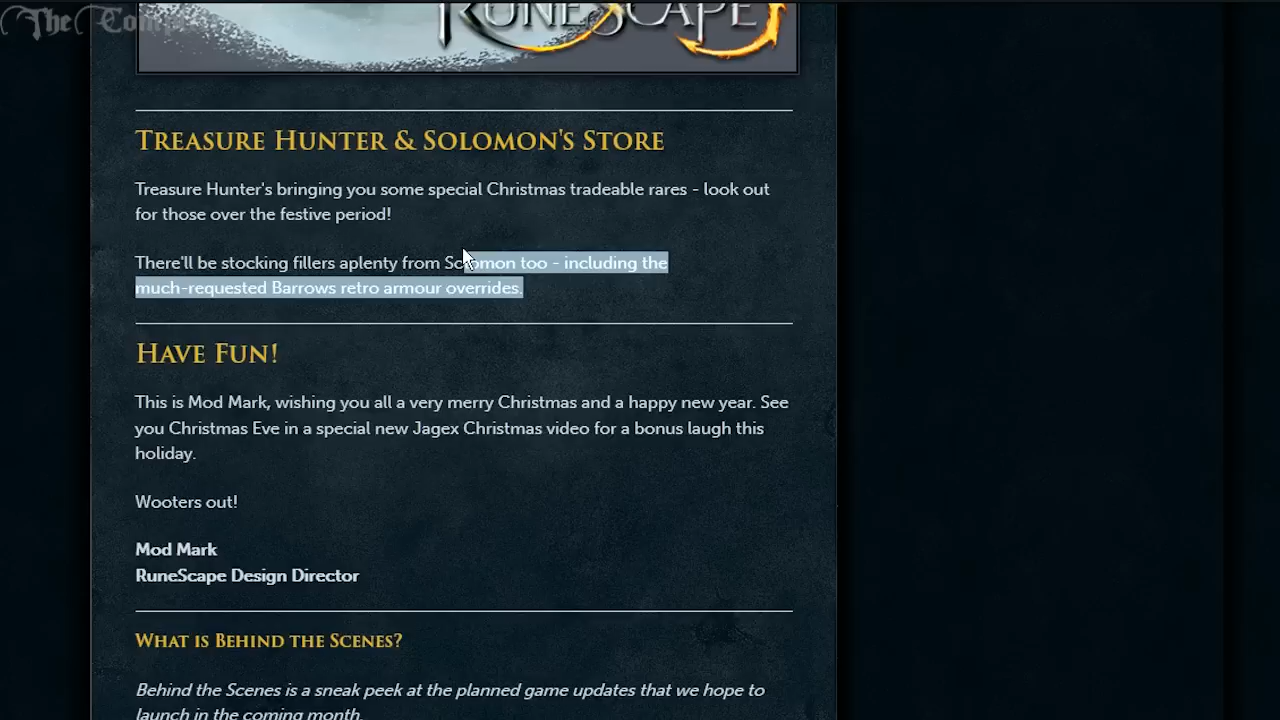 The Comp
RuneScape
Treasure Hunter & Solomon's Store
Treasure Hunter's bringing you some special Christmas tradeable rares - look out
for those over the festive period!
There'll be stocking fillers aplenty from Solomon too - including the
much-requested Barrows retro armour overrides.
Have Fun!
This is Mod Mark, wishing you all a very merry Christmas and a happy new year. See
you Christmas Eve in a special new Jagex Christmas video for a bonus laugh this
holiday.
Wooters out!
Mod Mark
RuneScape Design Director
What is Behind the Scenes?
Behind the Scenes is a sneak peek at the planned game updates that we hope to
launch in the coming month.